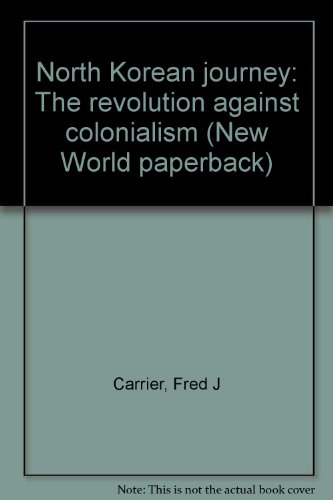 North Korean journey:
The revolution against
colonialism (New
World paperback)
Carrier, Fred J
Note: This is not the actual book cover